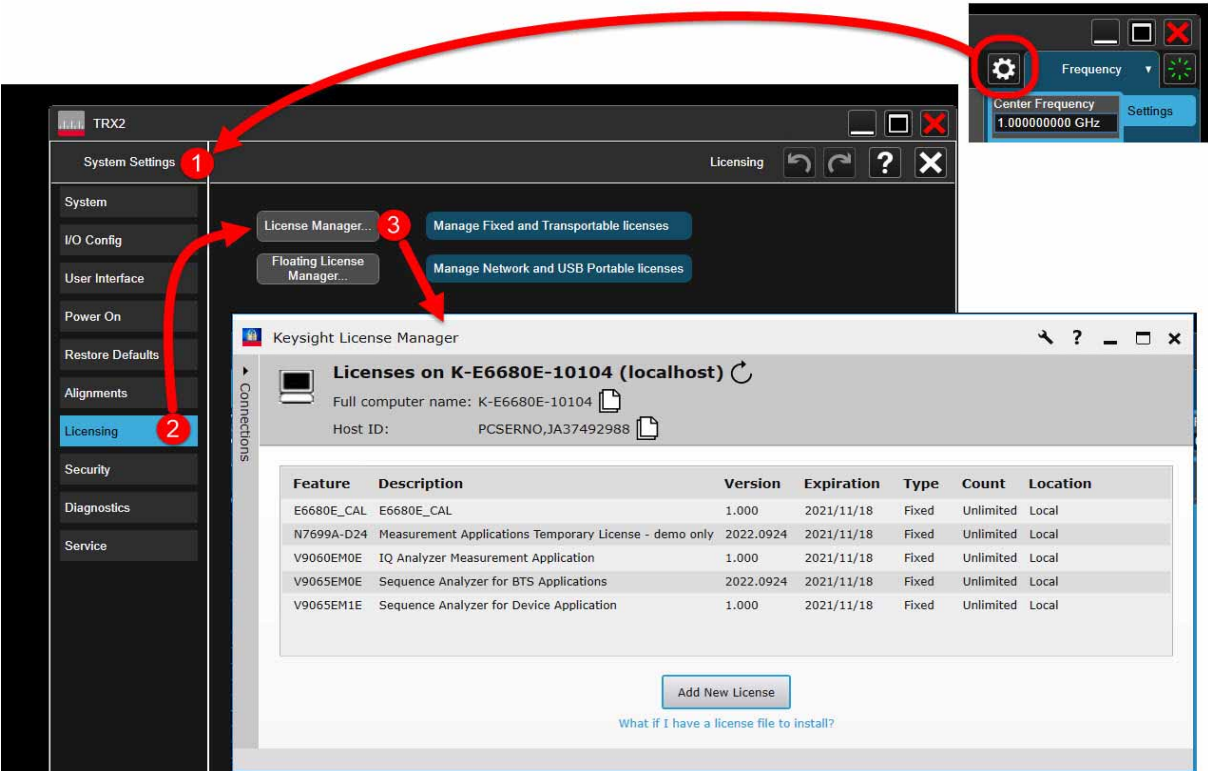 Frequency
Center Frequency
1.000000000 GHz
Settings
TRX2
System Settings
1
Licensing
?
System
I/O Config
User Interface
Power On
Restore Defaults
Alignments
Licensing
2
Security
Diagnostics
Service
License Manager...
3
Manage Fixed and Transportable licenses
Floating License
Manager...
Manage Network and USB Portable licenses
Keysight License Manager
?
Connections
Licenses on K-E6680E-10104 (localhost)
Full computer name: K-E6680E-10104
Host ID: PCSERNO,JA37492988
Feature Description Version Expiration Type Count Location
E6680E_CAL E6680E_CAL 1.000 2021/11/18 Fixed Unlimited Local
N7699A-D24 Measurement Applications Temporary License - demo only 2022.0924 2021/11/18 Fixed Unlimited Local
V9060EM0E IQ Analyzer Measurement Application 1.000 2021/11/18 Fixed Unlimited Local
V9065EM0E Sequence Analyzer for BTS Applications 2022.0924 2021/11/18 Fixed Unlimited Local
V9065EM1E Sequence Analyzer for Device Application 1.000 2021/11/18 Fixed Unlimited Local
Add New License
What if I have a license file to install?